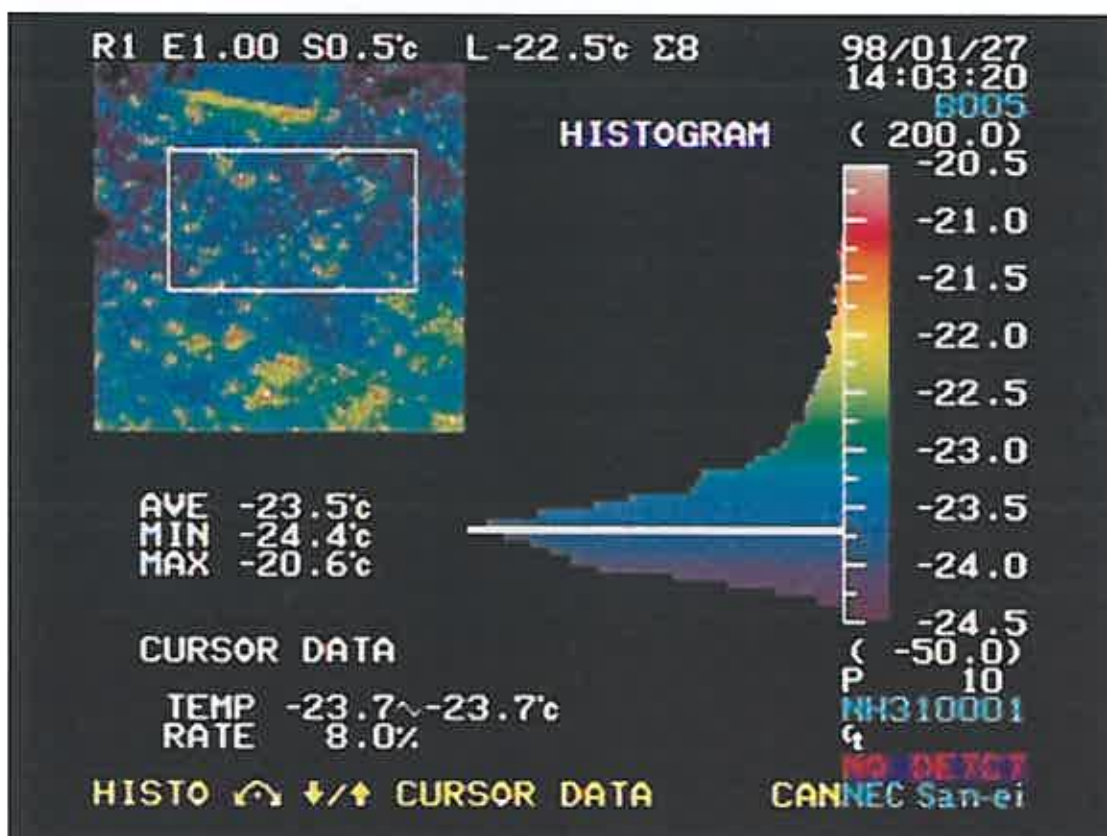 R1 E1.00 S0.5°c L-22.5°c Σ8
98/01/27
14:03:20
B005
HISTOGRAM
( 200.0)
-20.5
-21.0
-21.5
-22.0
-22.5
-23.0
-23.5
-24.0
-24.5
( -50.0)
AVE -23.5°c
MIN -24.4°c
MAX -20.6°c
CURSOR DATA
TEMP -23.7~-23.7°c
RATE 8.0%
P 10
NH310001
NO DETCT
HISTO ↓/↑ CURSOR DATA
CANNEC San-ei